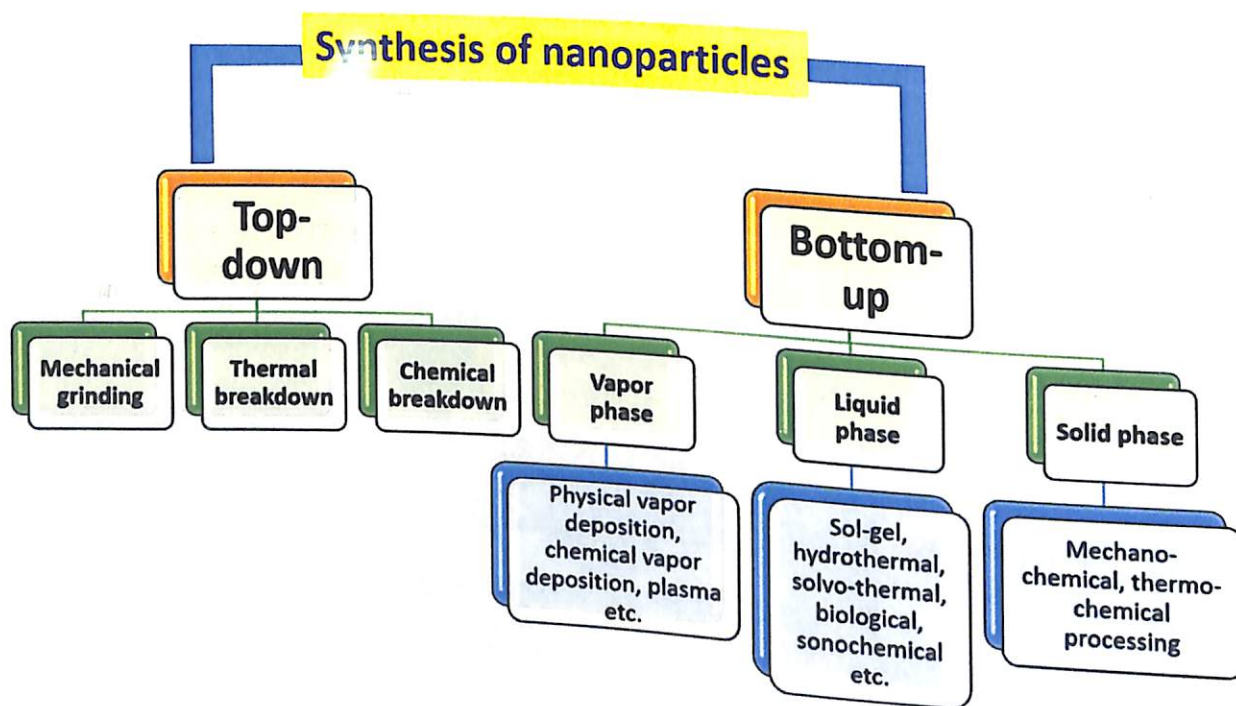 Synthesis of nanoparticles
Top-
down
Bottom-
up
Mechanical
grinding
Thermal
breakdown
Chemical
breakdown
Vapor
phase
Liquid
phase
Solid phase
Physical vapor
deposition,
chemical vapor
deposition, plasma
etc.
Sol-gel,
hydrothermal,
solvo-thermal,
biological,
sonochemical
etc.
Mechano-
chemical, thermo-
chemical
processing